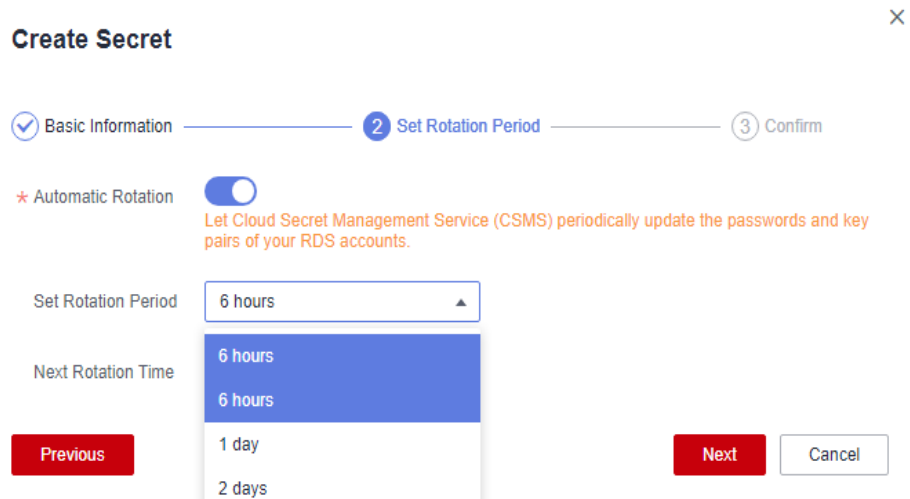 Create Secret
Basic Information
2 Set Rotation Period
3 Confirm
* Automatic Rotation
Let Cloud Secret Management Service (CSMS) periodically update the passwords and key
pairs of your RDS accounts.
Set Rotation Period 6 hours
6 hours
Next Rotation Time
6 hours
1 day
Previous Next Cancel
2 days